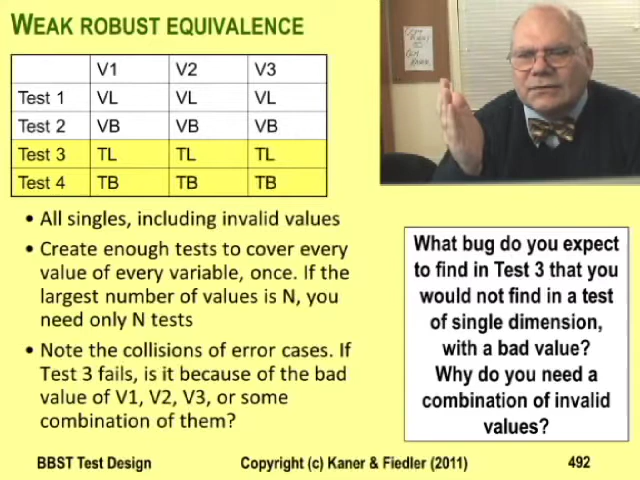 WEAK ROBUST EQUIVALENCE
V1 V2 V3
Test 1 VL VL VL
Test 2 VB VB VB
Test 3 TL TL TL
Test 4 TB TB TB
• All singles, including invalid values
• Create enough tests to cover every
value of every variable, once. If the
largest number of values is N, you
need only N tests
• Note the collisions of error cases. If
Test 3 fails, is it because of the bad
value of V1, V2, V3, or some
combination of them?
What bug do you expect
to find in Test 3 that you
would not find in a test
of single dimension,
with a bad value?
Why do you need a
combination of invalid
values?
BBST Test Design Copyright (c) Kaner & Fiedler (2011) 492